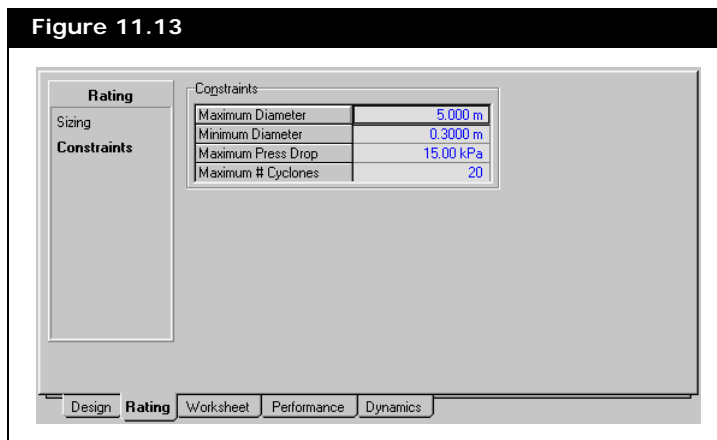 Figure 11.13
Rating
Sizing
Constraints
Constraints
Maximum Diameter 5.000 m
Minimum Diameter 0.3000 m
Maximum Press Drop 15.00 kPa
Maximum # Cyclones 20
Design Rating Worksheet Performance Dynamics